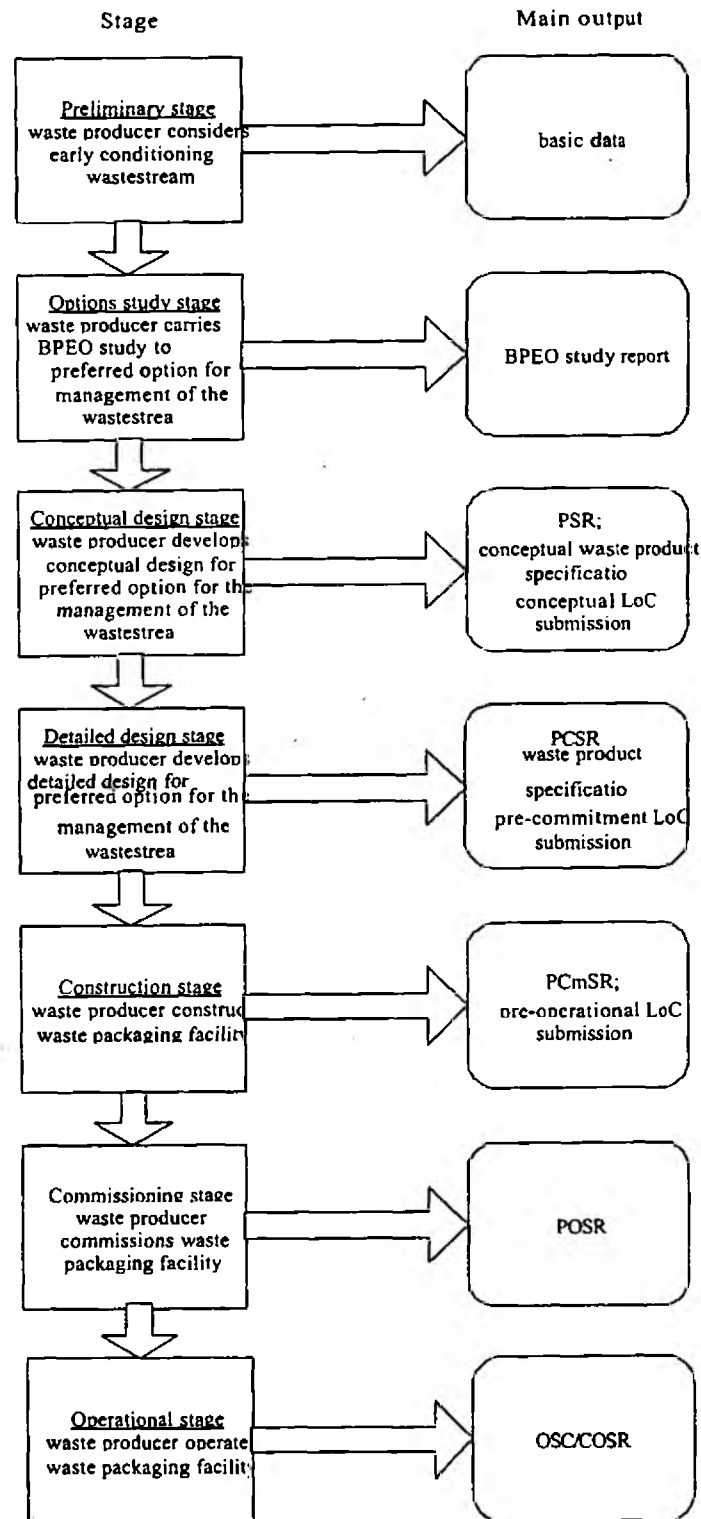 Stage
Main output
Preliminary stage
waste producer considers
early conditioning
wastestream
basic data
Options study stage
waste producer carries
BPEO study to
preferred option for
management of the
wastestrea
BPEO study report
Conceptual design stage
waste producer develops
conceptual design for
preferred option for the
management of the
wastestrea
PSR;
conceptual waste product
specificatio
conceptual LoC
submission
Detailed design stage
waste producer develops
detailed design for
preferred option for the
management of the
wastestrea
PCSR
waste product
specificatio
pre-commitment LoC
submission
Construction stage
waste producer construc
waste packaging facility
PCmSR;
pre-operational LoC
submission
Commissioning stage
waste producer
commissions waste
packaging facility
POSR
Operational stage
waste producer operate
waste packaging facility
OSC/COSR